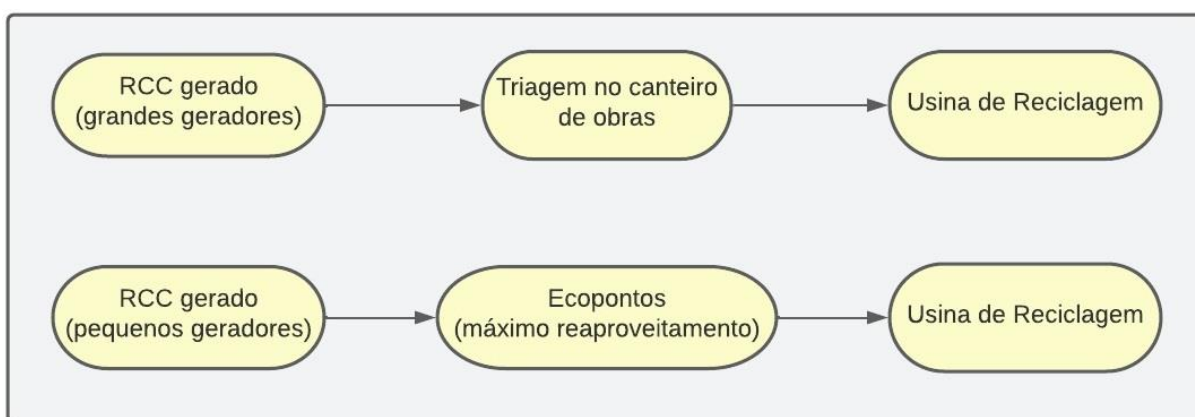 RCC gerado
(grandes geradores)
Triagem no canteiro
de obras
Usina de Reciclagem
RCC gerado
(pequenos geradores)
Ecopontos
(máximo reaproveitamento)
Usina de Reciclagem